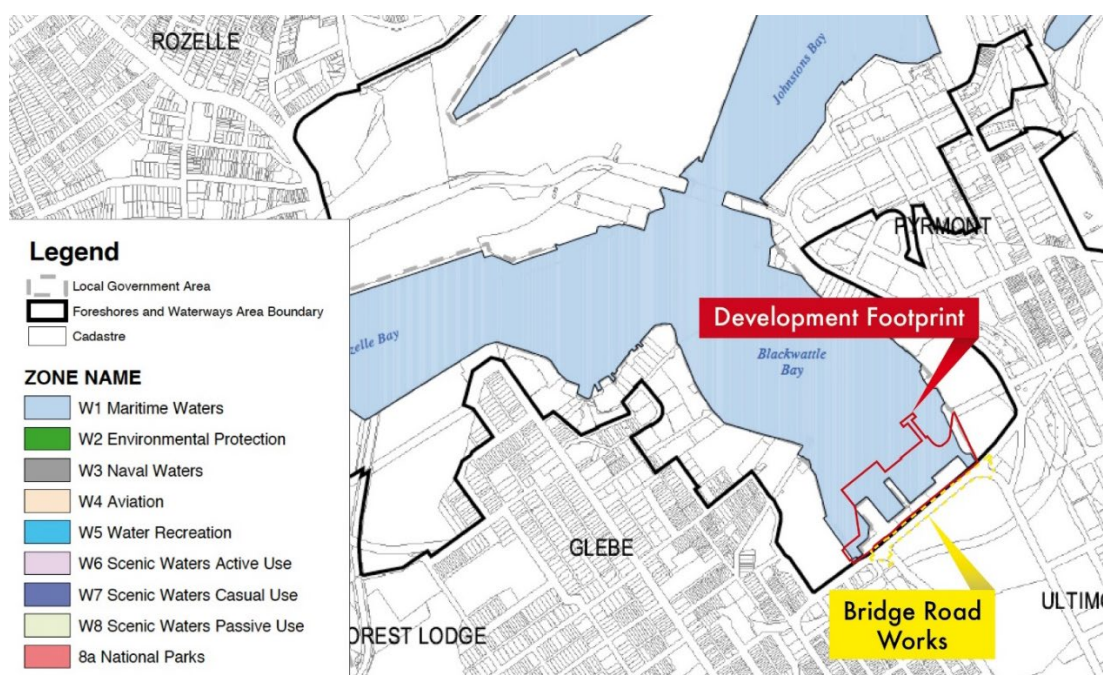 ROZELLE
Johnstons Bay
PYRMONT
Legend
Local Government Area
Foreshores and Waterways Area Boundary
Cadastre
ZONE NAME
W1 Maritime Waters
W2 Environmental Protection
W3 Naval Waters
W4 Aviation
W5 Water Recreation
W6 Scenic Waters Active Use
W7 Scenic Waters Casual Use
W8 Scenic Waters Passive Use
8a National Parks
zelle Bay
Development Footprint
Blackwattle
Bay
GLEBE
OREST LODGE
Bridge Road
Works
ULTIMO